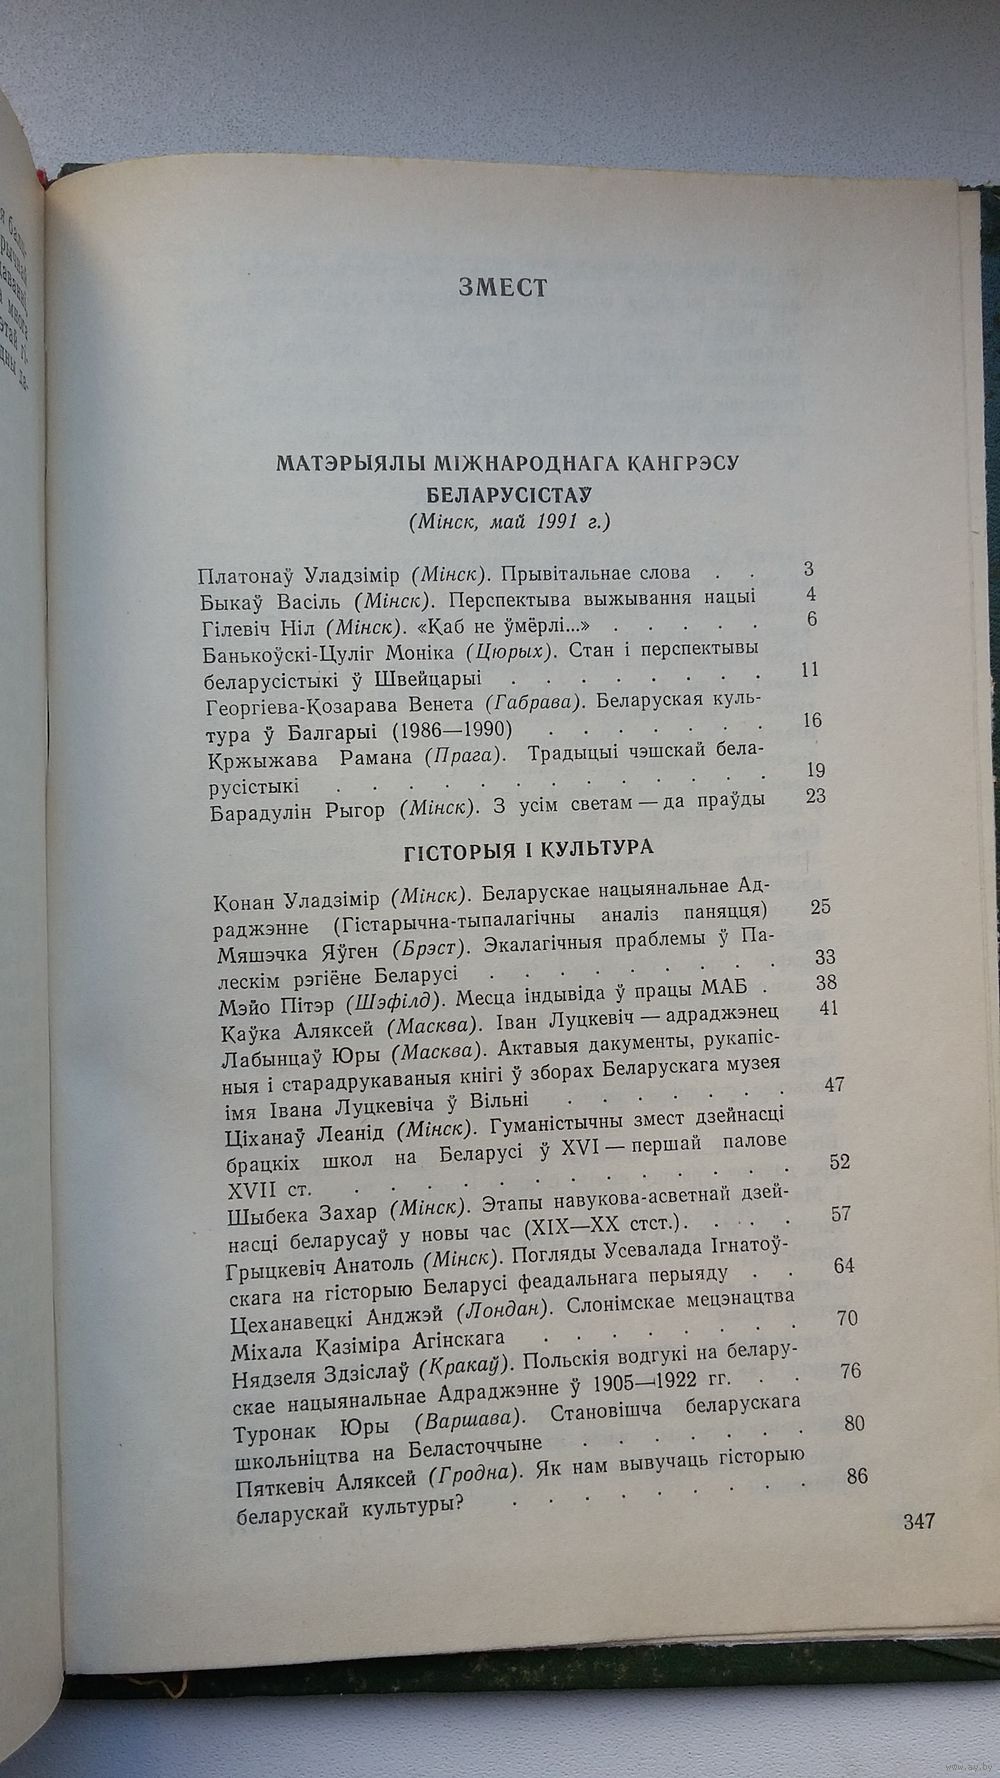 ЗМЕСТ
МАТЭРЫЯЛЫ МІЖНАРОДНАГА КАНГРЭСУ
БЕЛАРУСІСТАЎ
(Мінск, май 1991 г.)
Платонаў Уладзімір (Мінск). Прывітальнае слова . . 3
Быкаў Васіль (Мінск). Перспектыва выжывання нацыі 4
Гілевіч Ніл (Мінск). «Каб не ўмёрлі...» . . . . . 6
Банькоўскі-Цуліг Моніка (Цюрых). Стан і перспектывы
беларусістыкі ў Швейцарыі . . . . . . . . 11
Георгіева-Козарава Венета (Габрава). Беларуская куль-
тура ў Балгарыі (1986—1990) . . . . . . . 16
Кржыжава Рамана (Прага). Традыцыі чэшскай бела-
русістыкі . . . . . . . . . . . . . 19
Барадулін Рыгор (Мінск). З усім светам — да праўды 23
ГІСТОРЫЯ І КУЛЬТУРА
Конан Уладзімір (Мінск). Беларускае нацыянальнае Ад-
раджэнне (Гістарычна-тыпалагічны аналіз паняцця) 25
Мяшэчка Яўген (Брэст). Экалагічныя праблемы ў Па-
лескім рэгіёне Беларусі . . . . . . . . 33
Мэйо Пітэр (Шэфілд). Месца індывіда ў працы МАБ . 38
Каўка Аляксей (Масква). Іван Луцкевіч — адраджэнец 41
Лабынцаў Юры (Масква). Актавыя дакументы, рукапіс-
ныя і старадрукаваныя кнігі ў зборах Беларускага музея
імя Івана Луцкевіча ў Вільні . . . . . . . 47
Ціханаў Леанід (Мінск). Гуманістычны змест дзейнасці
брацкіх школ на Беларусі ў XVI — першай палове
XVII ст. . . . . . . . . . . . . 52
Шыбека Захар (Мінск). Этапы навукова-асветнай дзей-
насці беларусаў у новы час (XIX—XX стст.). . . . 57
Грыцкевіч Анатоль (Мінск). Погляды Усевалада Ігнатоў-
скага на гісторыю Беларусі феадальнага перыяду . . 64
Цеханавецкі Анджэй (Лондан). Слонімскае мецэнацтва
Міхала Казіміра Агінскага . . . . . . . . 70
Нядзеля Здзіслаў (Кракаў). Польскія водгукі на белару-
скае нацыянальнае Адраджэнне ў 1905—1922 гг. . . 76
Туронак Юры (Варшава). Становішча беларускага
школьніцтва на Беласточчыне . . . . . . . 80
Пяткевіч Аляксей (Гродна). Як нам вывучаць гісторыю
беларускай культуры? . . . . . . . . . 86
347
www.ay.by